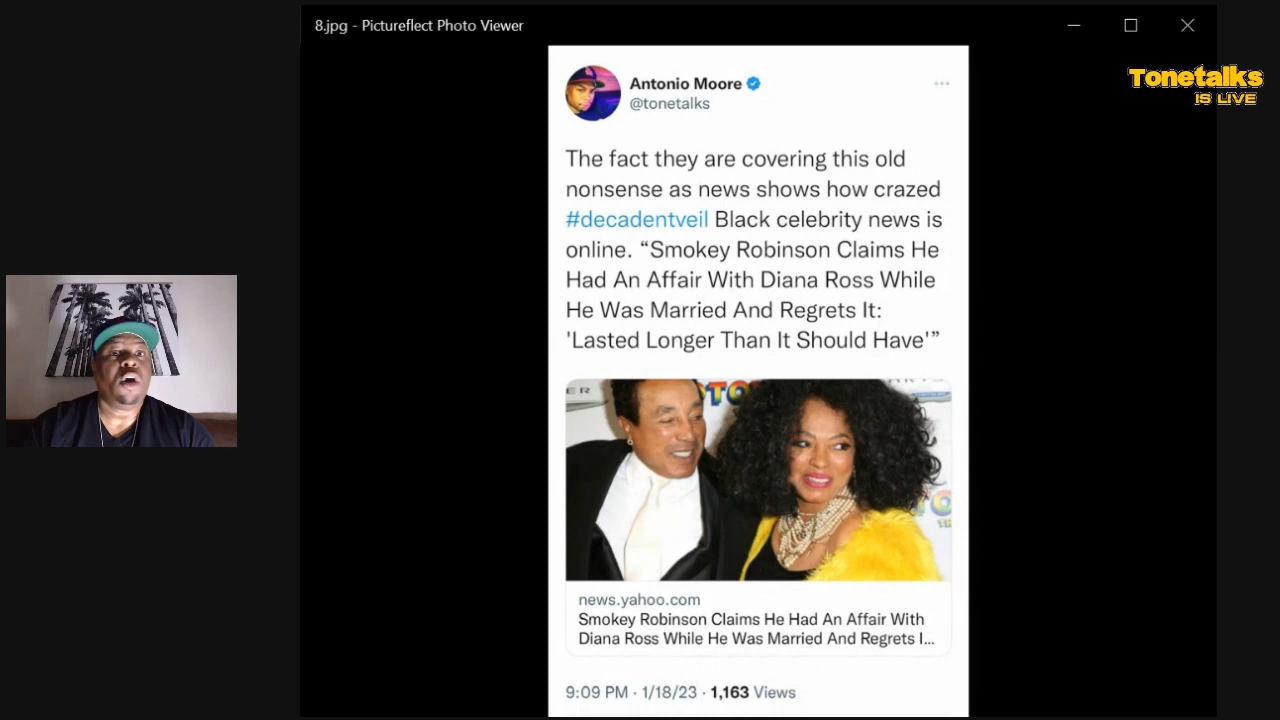 8.jpg - Pictureflect Photo Viewer
Tonetalks
IS LIVE
Antonio Moore
@tonetalks
The fact they are covering this old
nonsense as news shows how crazed
#decadentveil Black celebrity news is
online. “Smokey Robinson Claims He
Had An Affair With Diana Ross While
He Was Married And Regrets It:
'Lasted Longer Than It Should Have'”
ER
news.yahoo.com
Smokey Robinson Claims He Had An Affair With
Diana Ross While He Was Married And Regrets I...
9:09 PM · 1/18/23 · 1,163 Views